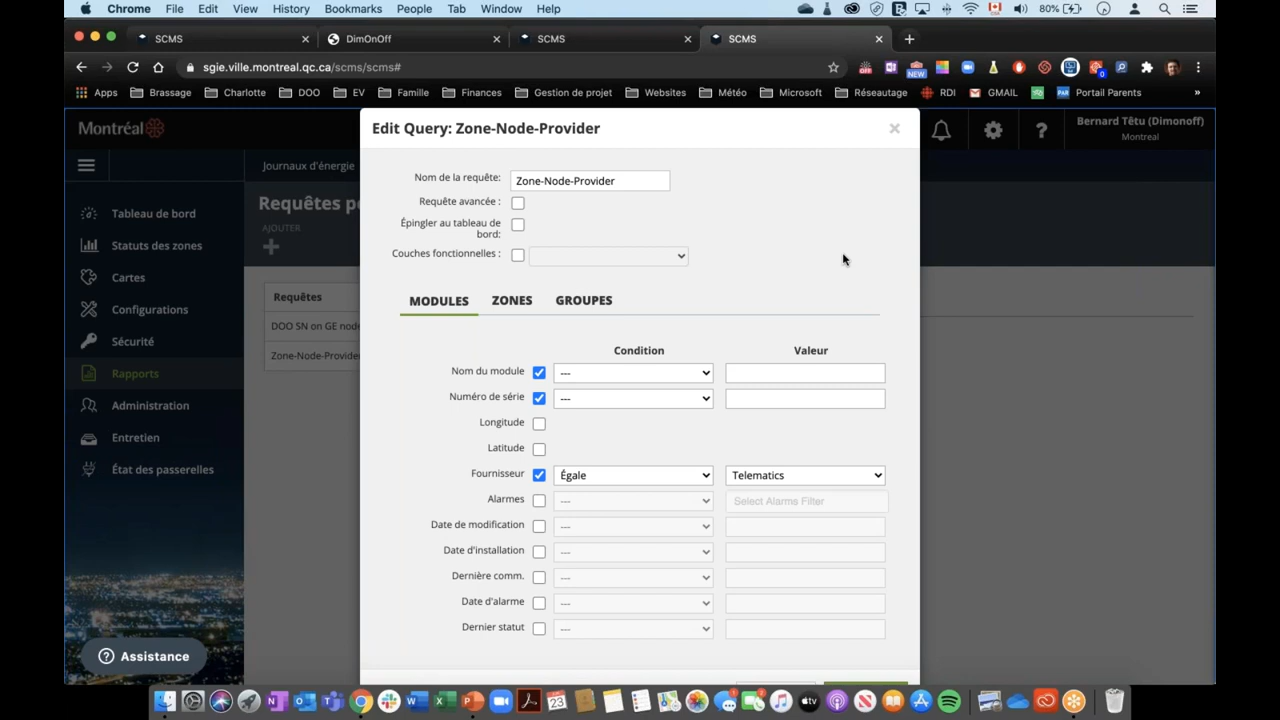 Chrome File Edit View History Bookmarks People Tab Window Help 80%
SCMS DimOnOff SCMS SCMS
sgie.ville.montreal.qc.ca/scms/scms# NEW
Apps Brassage Charlotte DOO EV Famille Finances Gestion de projet Websites Météo Microsoft Réseautage RDI GMAIL Portail Parents »
Montréal
Edit Query: Zone-Node-Provider
Bernard Têtu (Dimonoff)
Montreal
Journaux d'énergie
Requêtes pe
AJOUTER
Tableau de bord
Statuts des zones
Cartes
Configurations
Sécurité
Rapports
Administration
Entretien
État des passerelles
Assistance
Requêtes
DOO SN on GE node
Zone-Node-Provider
Nom de la requête: Zone-Node-Provider
Requête avancée :
Épingler au tableau de
bord:
Couches fonctionnelles :
MODULES ZONES GROUPES
Condition Valeur
Nom du module ---
Numéro de série ---
Longitude
Latitude
Fournisseur Égale Telematics
Alarmes --- Select Alarms Filter
Date de modification ---
Date d'installation ---
Dernière comm. ---
Date d'alarme ---
Dernier statut ---